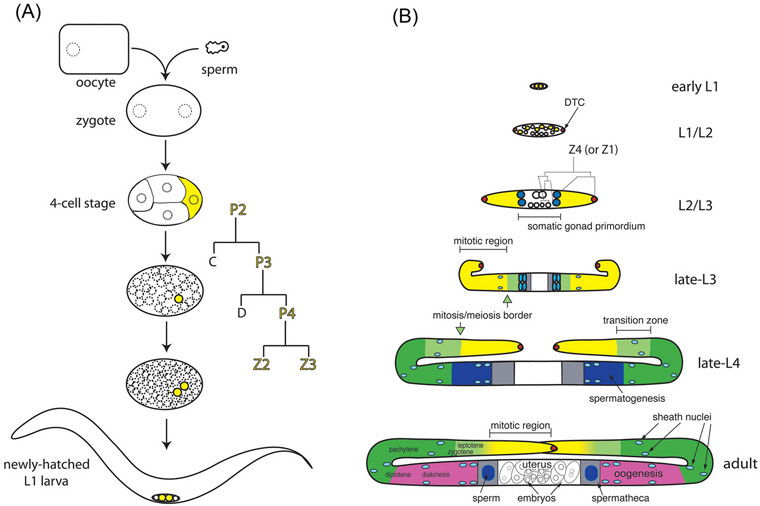 (A)
oocyte
sperm
zygote
4-cell stage
P2
C
P3
D
P4
Z2
Z3
newly-hatched
L1 larva
(B)
early L1
DTC
L1/L2
Z4 (or Z1)
L2/L3
somatic gonad primordium
mitotic region
late-L3
mitosis/meiosis border
transition zone
late-L4
spermatogenesis
mitotic region
sheath nuclei
pachytene
leptotene
zygotene
adult
diplotene
diakinesis
uterus
oogenesis
sperm
embryos
spermatheca